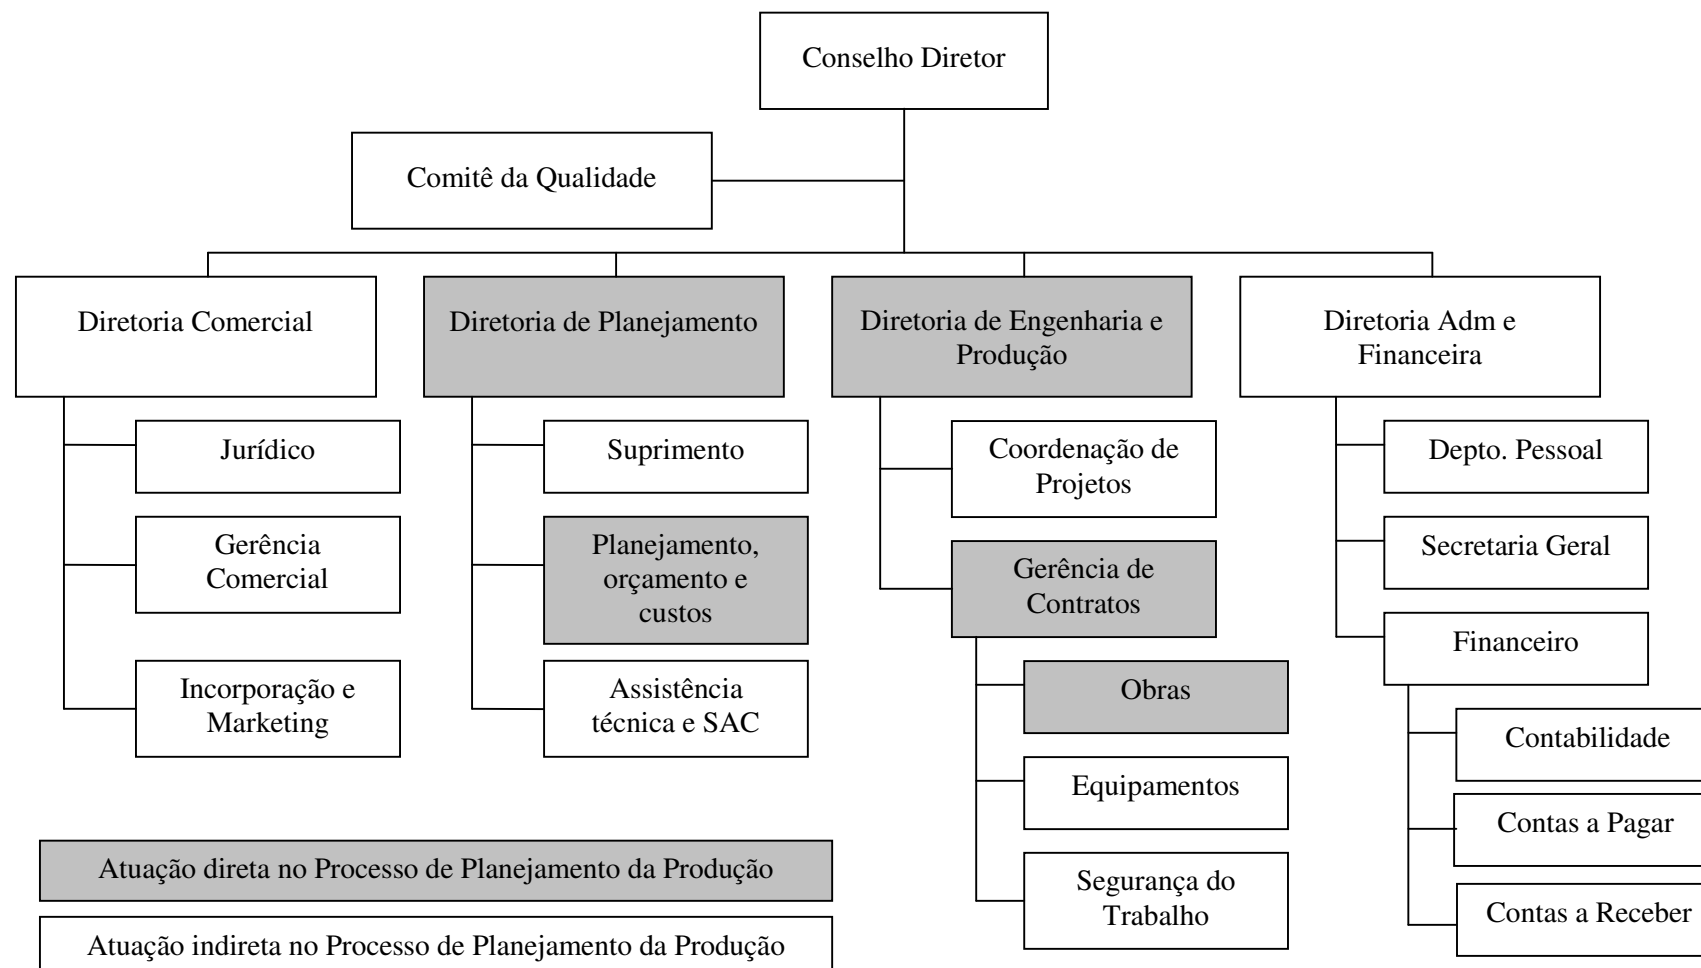 Conselho Diretor
Comitê da Qualidade
Diretoria Comercial
Diretoria de Planejamento
Diretoria de Engenharia e
Produção
Diretoria Adm e
Financeira
Jurídico
Gerência
Comercial
Incorporação e
Marketing
Suprimento
Planejamento,
orçamento e
custos
Assistência
técnica e SAC
Coordenação de
Projetos
Gerência de
Contratos
Obras
Equipamentos
Segurança do
Trabalho
Depto. Pessoal
Secretaria Geral
Financeiro
Contabilidade
Contas a Pagar
Contas a Receber
Atuação direta no Processo de Planejamento da Produção
Atuação indireta no Processo de Planejamento da Produção